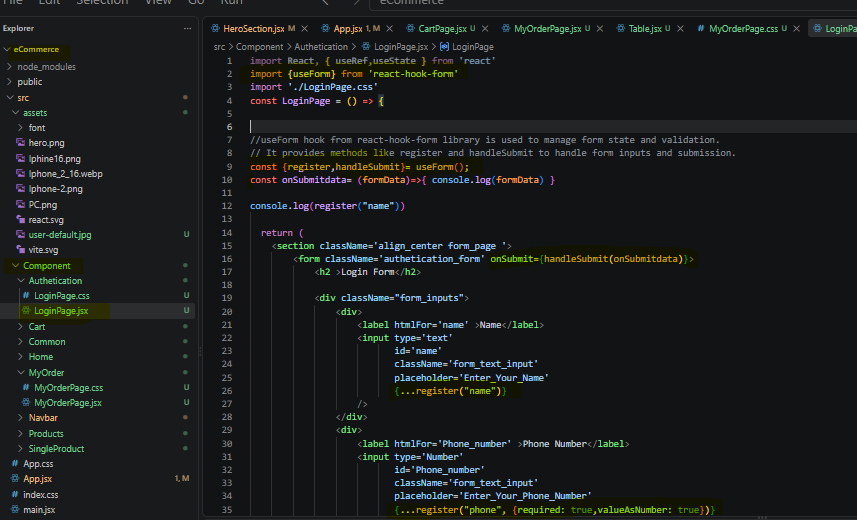 File Edit Selection View Go Run eCommerce
Explorer ...
HeroSection.jsx M
App.jsx 1, M
CartPage.jsx U
MyOrderPage.jsx U
Table.jsx U
MyOrderPage.css U
LoginPa
eCommerce
node_modules
public
src
assets
font
hero.png
Iphine16.png
Iphone_2_16.webp
Iphone-2.png
PC.png
react.svg
user-default.jpg U
vite.svg
Component
Authetication
LoginPage.css U
LoginPage.jsx U
Cart
Common
Home
MyOrder
MyOrderPage.css U
MyOrderPage.jsx U
Navbar
Products
SingleProduct
App.css
App.jsx 1, M
index.css
main.jsx
src > Component > Authetication > LoginPage.jsx > LoginPage
1 import React, { useRef,useState } from 'react'
2 import {useForm} from 'react-hook-form'
3 import './LoginPage.css'
4 const LoginPage = () => {
5
6
7 //useForm hook from react-hook-form library is used to manage form state and validation.
8 // It provides methods like register and handleSubmit to handle form inputs and submission.
9 const {register,handleSubmit}= useForm();
10 const onSubmitdata= (formData)=>{ console.log(formData) }
11
12 console.log(register("name"))
13
14 return (
15 <section className='align_center form_page '>
16 <form className='authetication_form' onSubmit={handleSubmit(onSubmitdata)}>
17 <h2 >Login Form</h2>
18
19 <div className="form_inputs">
20 <div>
21 <label htmlFor='name' >Name</label>
22 <input type='text'
23 id='name'
24 className='form_text_input'
25 placeholder='Enter_Your_Name'
26 {...register("name")}
27 />
28 </div>
29 <div>
30 <label htmlFor='Phone_number' >Phone Number</label>
31 <input type='Number'
32 id='Phone_number'
33 className='form_text_input'
34 placeholder='Enter_Your_Phone_Number'
35 {...register("phone", {required: true,valueAsNumber: true})}